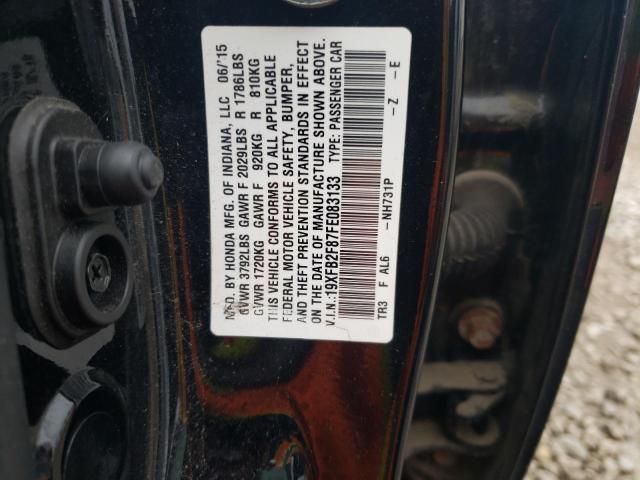 MFD. BY HONDA MFG. OF INDIANA, LLC 06/'15
GVWR 3792LBS GAWR F 2029LBS R 1786LBS
GVWR 1720KG GAWR F 920KG R 810KG
THIS VEHICLE CONFORMS TO ALL APPLICABLE
FEDERAL MOTOR VEHICLE SAFETY, BUMPER,
AND THEFT PREVENTION STANDARDS IN EFFECT
ON THE DATE OF MANUFACTURE SHOWN ABOVE.
V.I.N.:19XFB2F87FE083133 TYPE: PASSENGER CAR
TR3 F AL6 -NH731P -Z -E